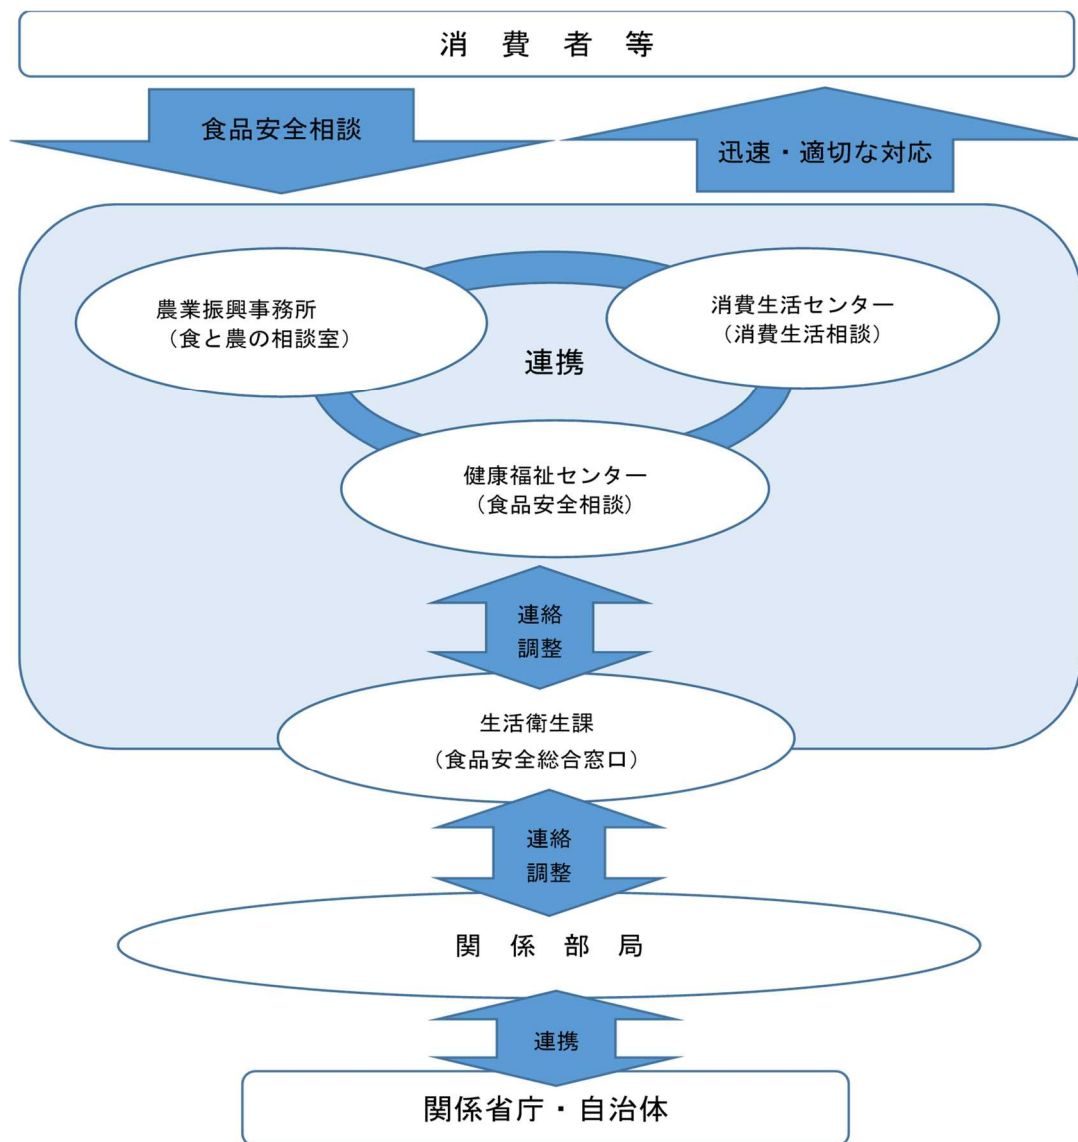 消　費　者　等
食品安全相談
迅速・適切な対応
農業振興事務所
（食と農の相談室）
消費生活センター
（消費生活相談）
連携
健康福祉センター
（食品安全相談）
連絡
調整
生活衛生課
（食品安全総合窓口）
連絡
調整
関　係　部　局
連携
関係省庁・自治体